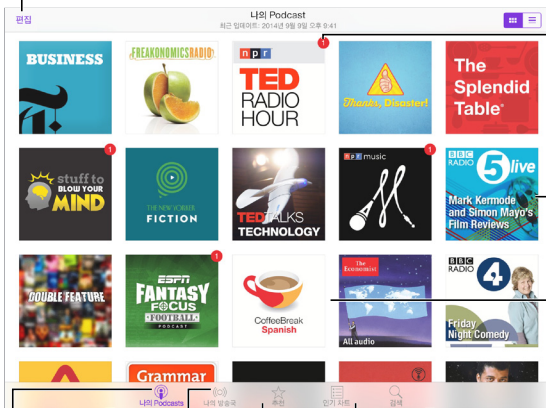 편집
나의 Podcast
최근 업데이트: 2014년 9월 9일 오후 9:41
BUSINESS
FREAKONOMICS RADIO
n p r
1
TED
RADIO
HOUR
Thanks, Disaster!
The
Splendid
Table®
1
stuff to
BLOW YOUR
MIND
THE NEW YORKER
FICTION
TEDTALKS
TECHNOLOGY
npr music
1
BBC
RADIO
5 live
Mark Kermode
and Simon Mayo's
Film Reviews
DOUBLE FEATURE
1
ESPN
FANTASY
FOCUS
FOOTBALL
PODCAST
CoffeeBreak
Spanish
The
Economist
All audio
BBC
RADIO
4
Friday
Night Comedy
Grammar
나의 Podcasts
나의 방송국
추천
인기 차트
검색